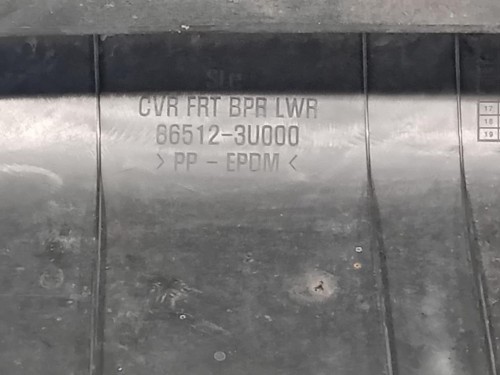 CVR FRT BPR LWR
86512-3U000
> PP - EPDM <